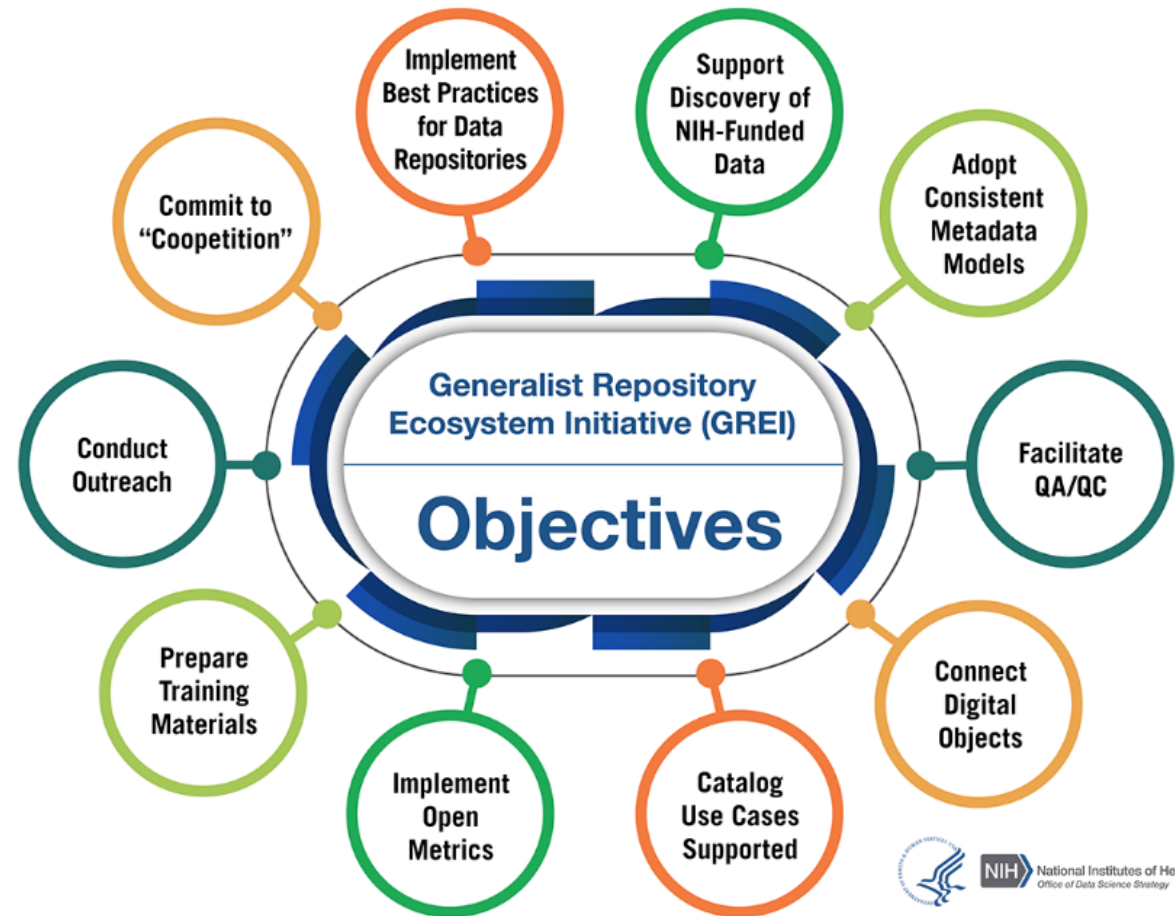 Implement
Best Practices
for Data
Repositories
Support
Discovery of
NIH-Funded
Data
Adopt
Consistent
Metadata
Models
Facilitate
QA/QC
Connect
Digital
Objects
Catalog
Use Cases
Supported
Implement
Open
Metrics
Prepare
Training
Materials
Conduct
Outreach
Commit to
“Coopetition”
Generalist Repository
Ecosystem Initiative (GREI)
Objectives
NIH
National Institutes of He
Office of Data Science Strategy